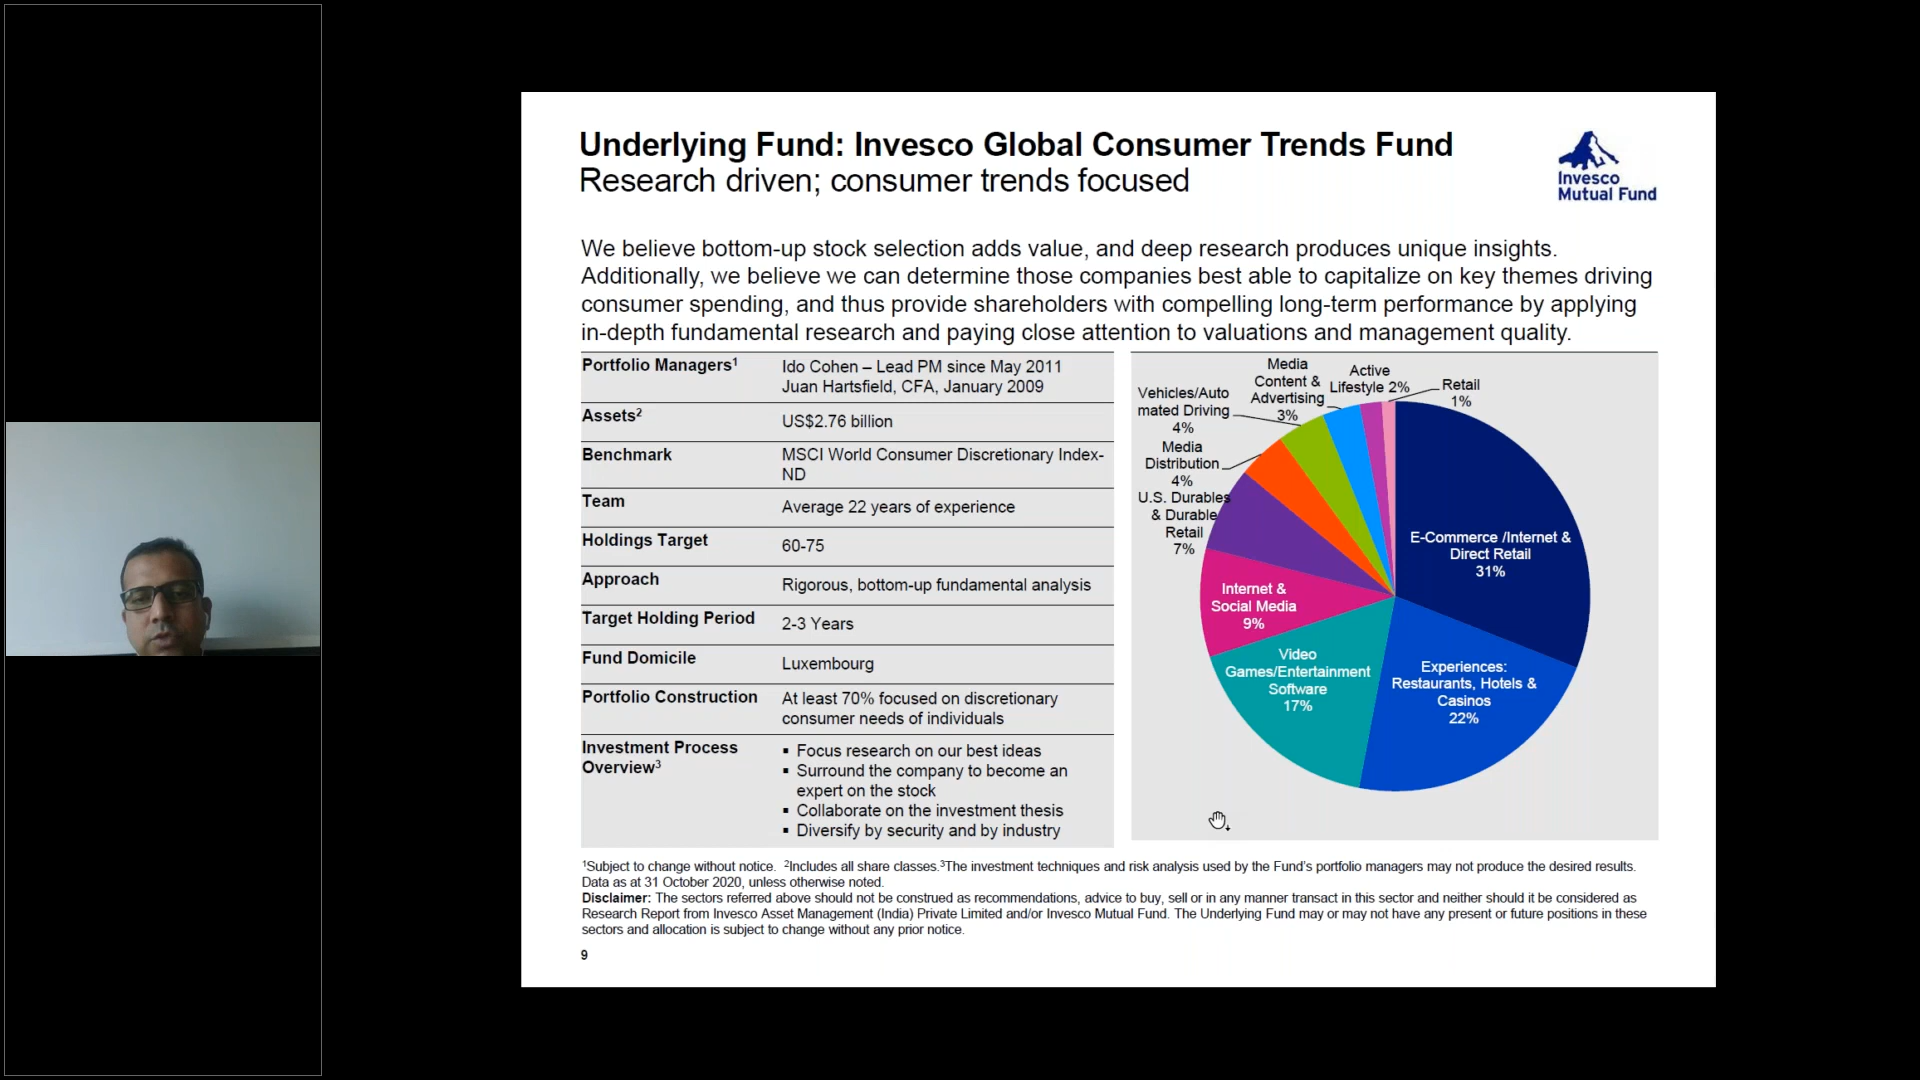 Underlying Fund: Invesco Global Consumer Trends Fund
Research driven; consumer trends focused
Invesco
Mutual Fund
We believe bottom-up stock selection adds value, and deep research produces unique insights.
Additionally, we believe we can determine those companies best able to capitalize on key themes driving
consumer spending, and thus provide shareholders with compelling long-term performance by applying
in-depth fundamental research and paying close attention to valuations and management quality.
Portfolio Managers¹
Ido Cohen – Lead PM since May 2011
Juan Hartsfield, CFA, January 2009
Assets²
US$2.76 billion
Benchmark
MSCI World Consumer Discretionary Index-
ND
Team
Average 22 years of experience
Holdings Target
60-75
Approach
Rigorous, bottom-up fundamental analysis
Target Holding Period
2-3 Years
Fund Domicile
Luxembourg
Portfolio Construction
At least 70% focused on discretionary
consumer needs of individuals
Investment Process
Overview³
▪ Focus research on our best ideas
▪ Surround the company to become an
expert on the stock
▪ Collaborate on the investment thesis
▪ Diversify by security and by industry
Vehicles/Auto
mated Driving
4%
Media
Content &
Advertising
3%
Active
Lifestyle 2%
Retail
1%
Media
Distribution
4%
U.S. Durables
& Durable
Retail
7%
E-Commerce /Internet &
Direct Retail
31%
Internet &
Social Media
9%
Video
Games/Entertainment
Software
17%
Experiences:
Restaurants, Hotels &
Casinos
22%
¹Subject to change without notice. ²Includes all share classes.³The investment techniques and risk analysis used by the Fund's portfolio managers may not produce the desired results.
Data as at 31 October 2020, unless otherwise noted.
Disclaimer: The sectors referred above should not be construed as recommendations, advice to buy, sell or in any manner transact in this sector and neither should it be considered as
Research Report from Invesco Asset Management (India) Private Limited and/or Invesco Mutual Fund. The Underlying Fund may or may not have any present or future positions in these
sectors and allocation is subject to change without any prior notice.
9